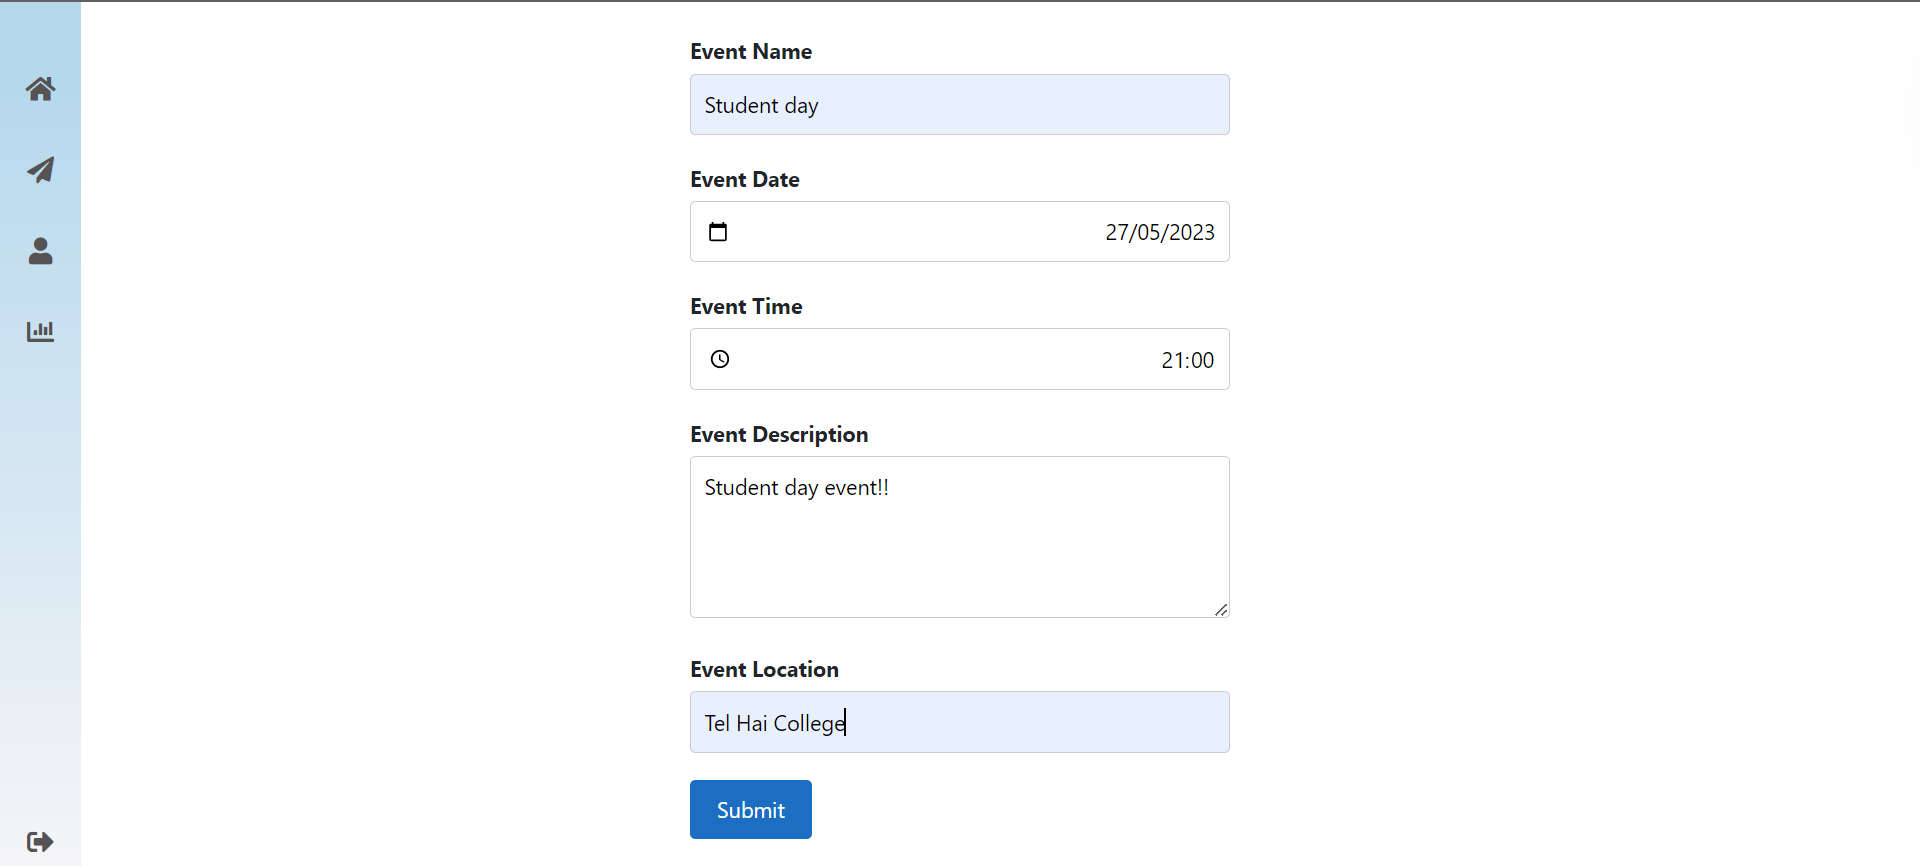 Event Name
Student day
Event Date
27/05/2023
Event Time
21:00
Event Description
Student day event!!
Event Location
Tel Hai College
Submit